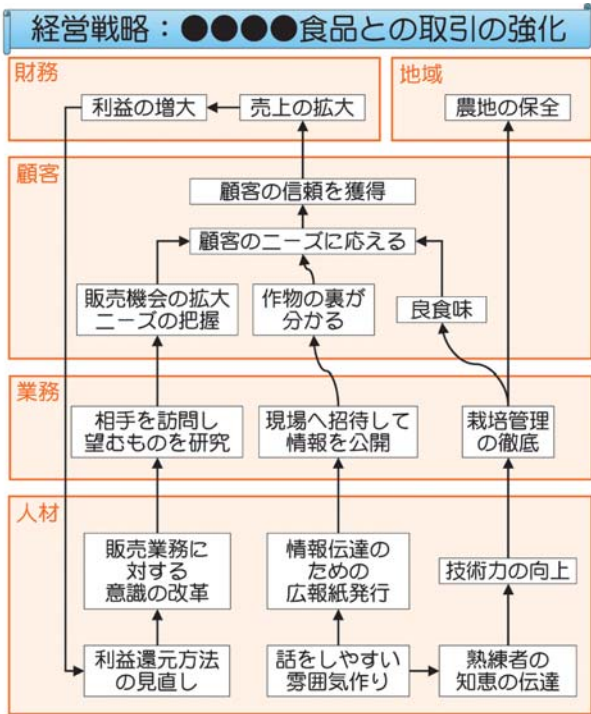 経営戦略：●●●●食品との取引の強化
財務
利益の増大
売上の拡大
地域
農地の保全
顧客
顧客の信頼を獲得
顧客のニーズに応える
販売機会の拡大
ニーズの把握
作物の裏が
分かる
良食味
業務
相手を訪問し
望むものを研究
現場へ招待して
情報を公開
栽培管理
の徹底
人材
販売業務に
対する
意識の改革
情報伝達の
ための
広報紙発行
技術力の向上
利益還元方法
の見直し
話をしやすい
雰囲気作り
熟練者の
知恵の伝達